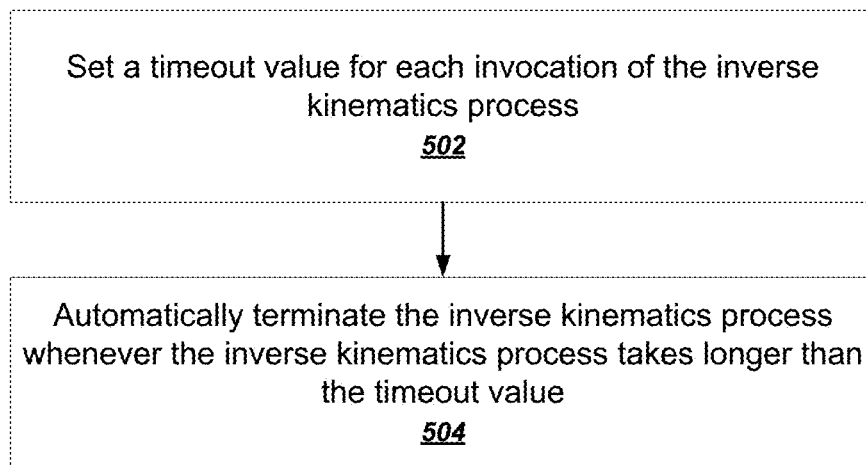 Set a timeout value for each invocation of the inverse
kinematics process
502
Automatically terminate the inverse kinematics process
whenever the inverse kinematics process takes longer than
the timeout value
504